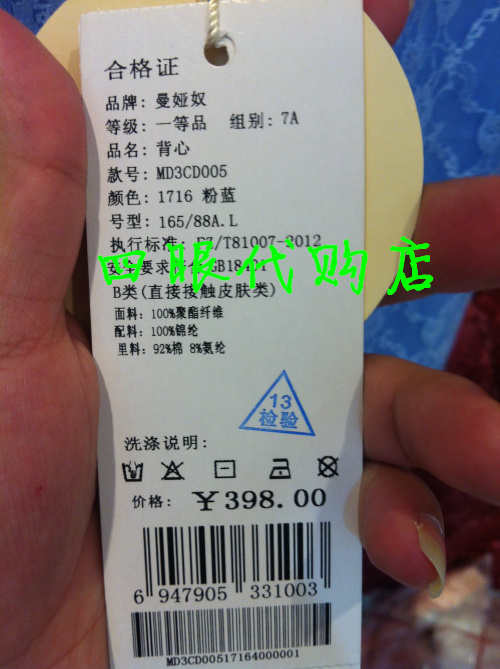 合格证
品牌: 曼娅奴
等级: 一等品 组别: 7A
品名: 背心
款号: MD3CD005
颜色: 1716 粉蓝
号型: 165/88A.L
执行标准: /T81007-2012
四眼代购店
B类(直接接触皮肤类)
面料: 100%聚酯纤维
配料: 100%锦纶
里料: 92%棉 8%氨纶
13
检验
洗涤说明:
价格: ¥398.00
6 947905 331003
MD3CD00517164000001